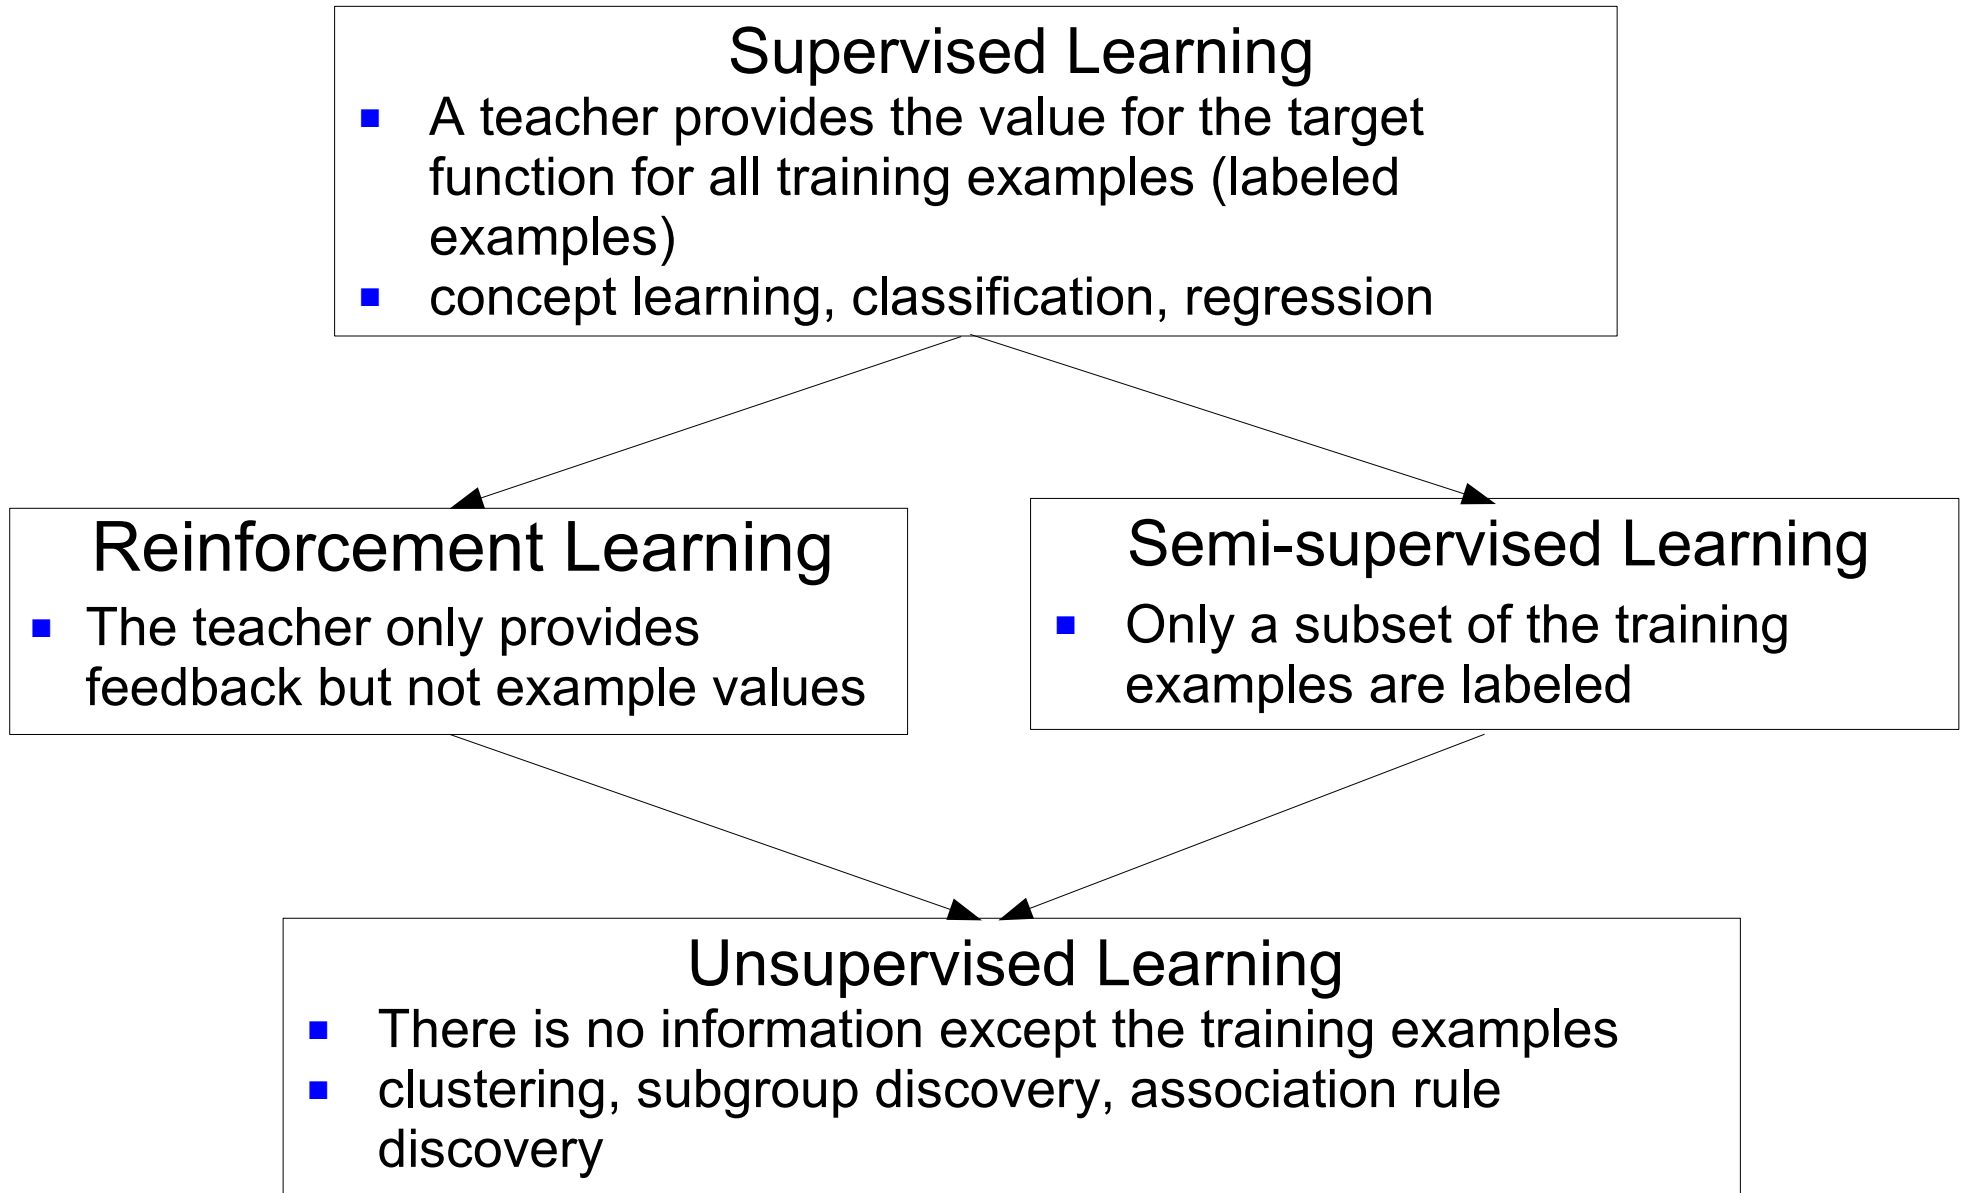 Supervised Learning
A teacher provides the value for the target
function for all training examples (labeled
examples)
concept learning, classification, regression
Reinforcement Learning
The teacher only provides
feedback but not example values
Semi-supervised Learning
Only a subset of the training
examples are labeled
Unsupervised Learning
There is no information except the training examples
clustering, subgroup discovery, association rule
discovery